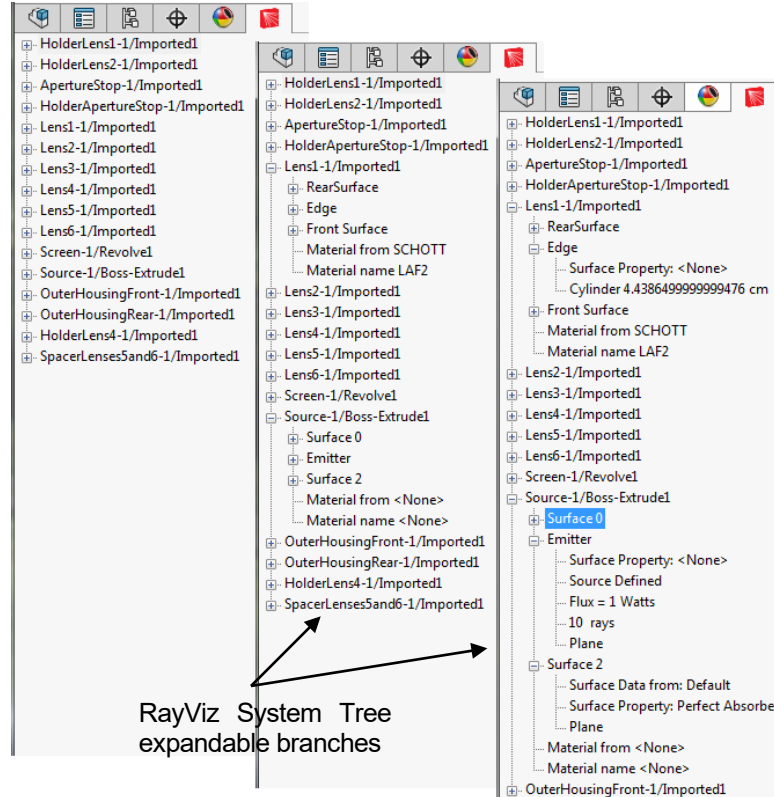 HolderLens1-1/Imported1
HolderLens2-1/Imported1
ApertureStop-1/Imported1
HolderApertureStop-1/Imported1
Lens1-1/Imported1
Lens2-1/Imported1
Lens3-1/Imported1
Lens4-1/Imported1
Lens5-1/Imported1
Lens6-1/Imported1
Screen-1/Revolve1
Source-1/Boss-Extrude1
OuterHousingFront-1/Imported1
OuterHousingRear-1/Imported1
HolderLens4-1/Imported1
SpacerLenses5and6-1/Imported1
HolderLens1-1/Imported1
HolderLens2-1/Imported1
ApertureStop-1/Imported1
HolderApertureStop-1/Imported1
Lens1-1/Imported1
RearSurface
Edge
Front Surface
Material from SCHOTT
Material name LAF2
Lens2-1/Imported1
Lens3-1/Imported1
Lens4-1/Imported1
Lens5-1/Imported1
Lens6-1/Imported1
Screen-1/Revolve1
Source-1/Boss-Extrude1
Surface 0
Emitter
Surface 2
Material from <None>
Material name <None>
OuterHousingFront-1/Imported1
OuterHousingRear-1/Imported1
HolderLens4-1/Imported1
SpacerLenses5and6-1/Imported1
HolderLens1-1/Imported1
HolderLens2-1/Imported1
ApertureStop-1/Imported1
HolderApertureStop-1/Imported1
Lens1-1/Imported1
RearSurface
Edge
Surface Property: <None>
Cylinder 4.4386499999999476 cm
Front Surface
Material from SCHOTT
Material name LAF2
Lens2-1/Imported1
Lens3-1/Imported1
Lens4-1/Imported1
Lens5-1/Imported1
Lens6-1/Imported1
Screen-1/Revolve1
Source-1/Boss-Extrude1
Surface 0
Emitter
Surface Property: <None>
Source Defined
Flux = 1 Watts
10 rays
Plane
Surface 2
Surface Data from: Default
Surface Property: Perfect Absorbe
Plane
Material from <None>
Material name <None>
OuterHousingFront-1/Imported1
RayViz System Tree
expandable branches